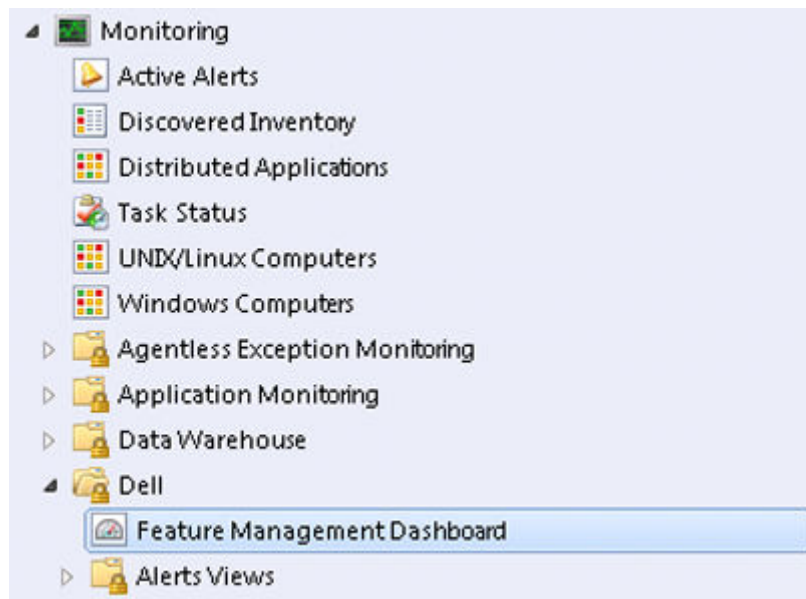 Monitoring
Active Alerts
Discovered Inventory
Distributed Applications
Task Status
UNIX/Linux Computers
Windows Computers
Agentless Exception Monitoring
Application Monitoring
Data Warehouse
Dell
Feature Management Dashboard
Alerts Views